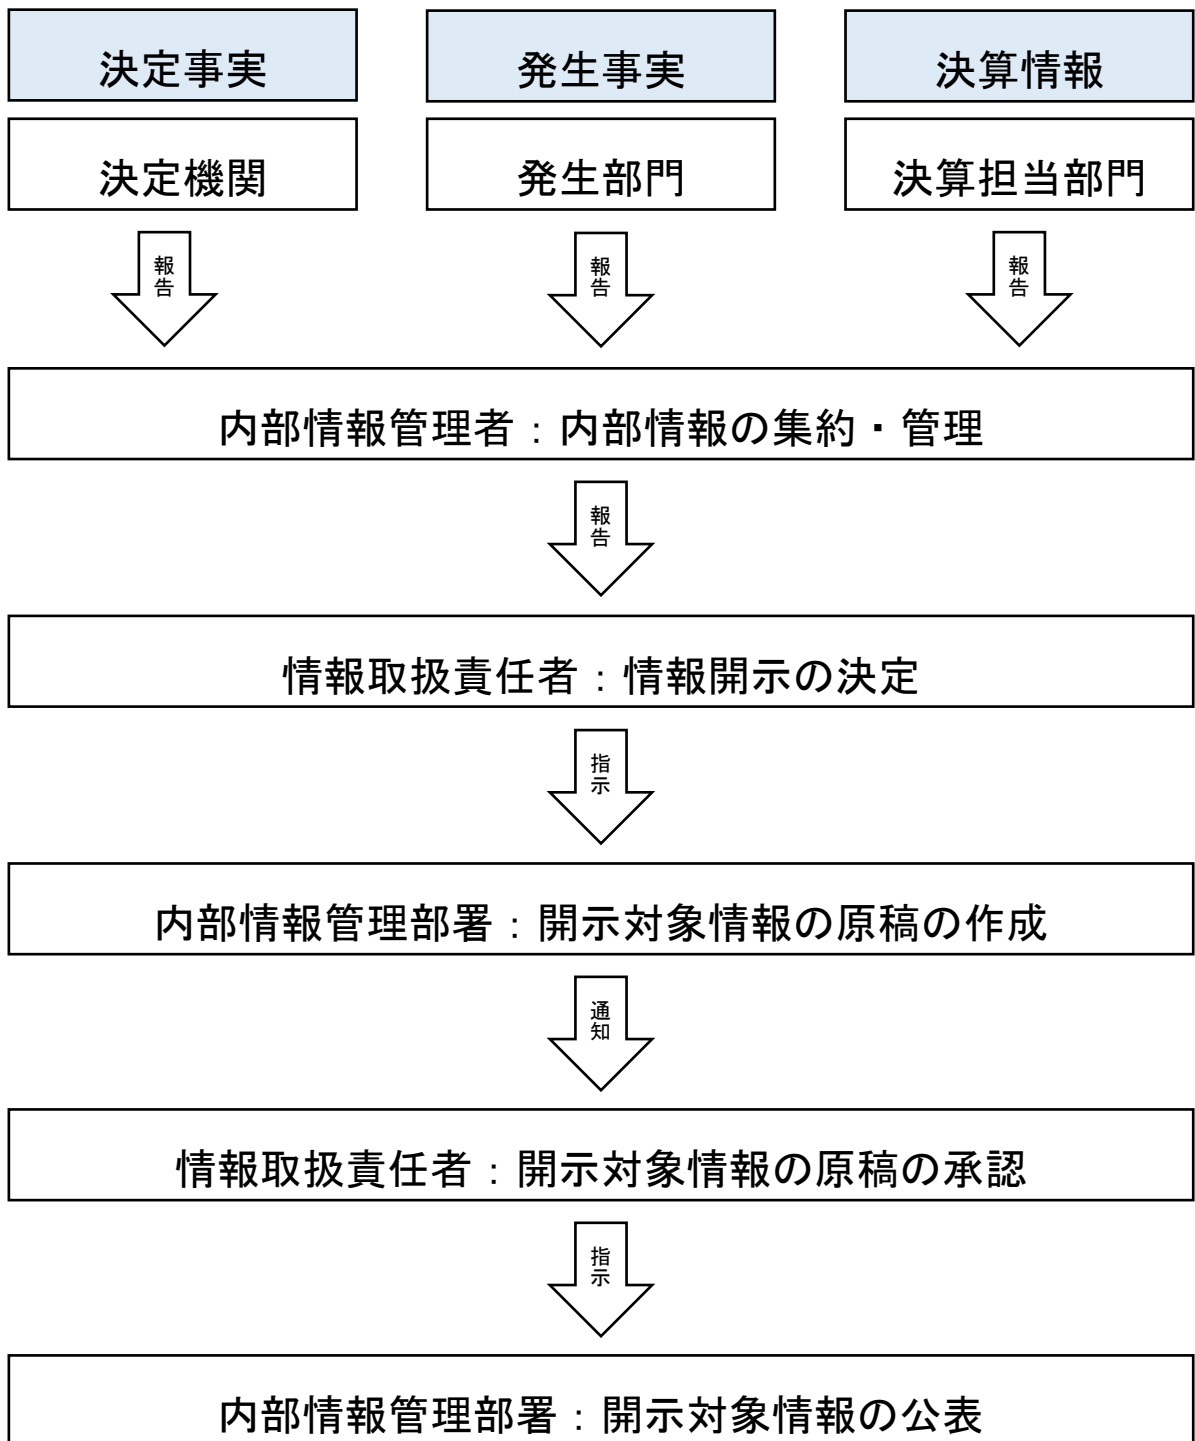 決定事実
発生事実
決算情報
決定機関
発生部門
決算担当部門
報告
報告
報告
内部情報管理者:内部情報の集約・管理
報告
情報取扱責任者:情報開示の決定
指示
内部情報管理部署:開示対象情報の原稿の作成
通知
情報取扱責任者:開示対象情報の原稿の承認
指示
内部情報管理部署:開示対象情報の公表